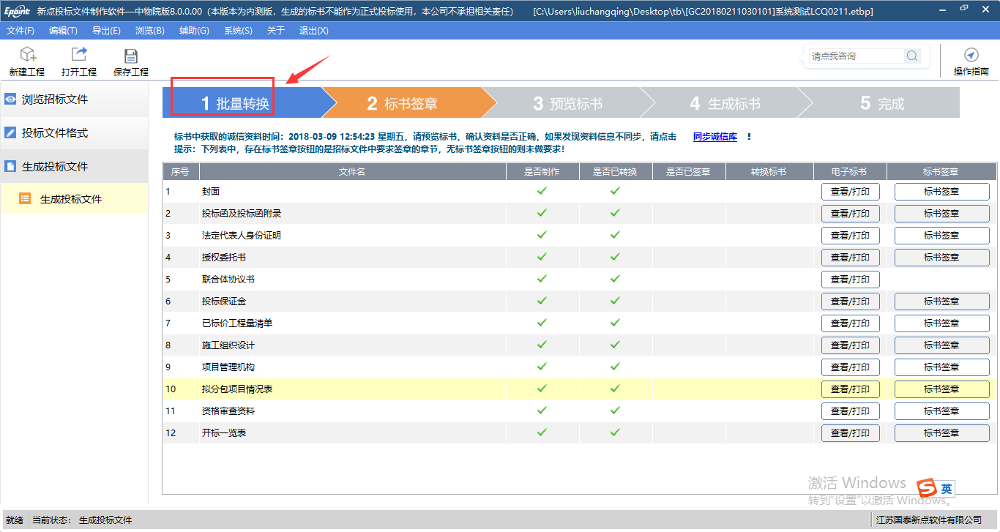 Epoint 新点投标文件制作软件—中物院版8.0.0.00（本版本为内测版，生成的标书不能作为正式投标使用，本公司不承担相关责任） [C:\Users\liuchangqing\Desktop\tb\[GC20180211030101]系统测试LCQ0211.etbp]
文件(F) 编辑(T) 导出(E) 浏览(B) 辅助(G) 系统(S) 关于 退出(X)
新建工程 打开工程 保存工程 请点我咨询 操作指南
浏览招标文件
投标文件格式
生成投标文件
生成投标文件
1 批量转换 2 标书签章 3 预览标书 4 生成标书 5 完成
标书中获取的诚信资料时间：2018-03-09 12:54:23 星期五，请预览标书，确认资料是否正确，如果发现资料信息不同步，请点击 同步诚信库 ！
提示：下列表中，存在标书签章按钮的是招标文件中要求签章的章节，无标书签章按钮的则未做要求！
序号 文件名 是否制作 是否已转换 是否已签章 转换标书 电子标书 标书签章
1 封面 查看/打印 标书签章
2 投标函及投标函附录 查看/打印 标书签章
3 法定代表人身份证明 查看/打印 标书签章
4 授权委托书 查看/打印 标书签章
5 联合体协议书 查看/打印
6 投标保证金 查看/打印 标书签章
7 已标价工程量清单 查看/打印 标书签章
8 施工组织设计 查看/打印 标书签章
9 项目管理机构 查看/打印 标书签章
10 拟分包项目情况表 查看/打印 标书签章
11 资格审查资料 查看/打印 标书签章
12 开标一览表 查看/打印 标书签章
激活 Windows
转到"设置"以激活 Windows。
S 英
就绪 当前状态： 生成投标文件 江苏国泰新点软件有限公司